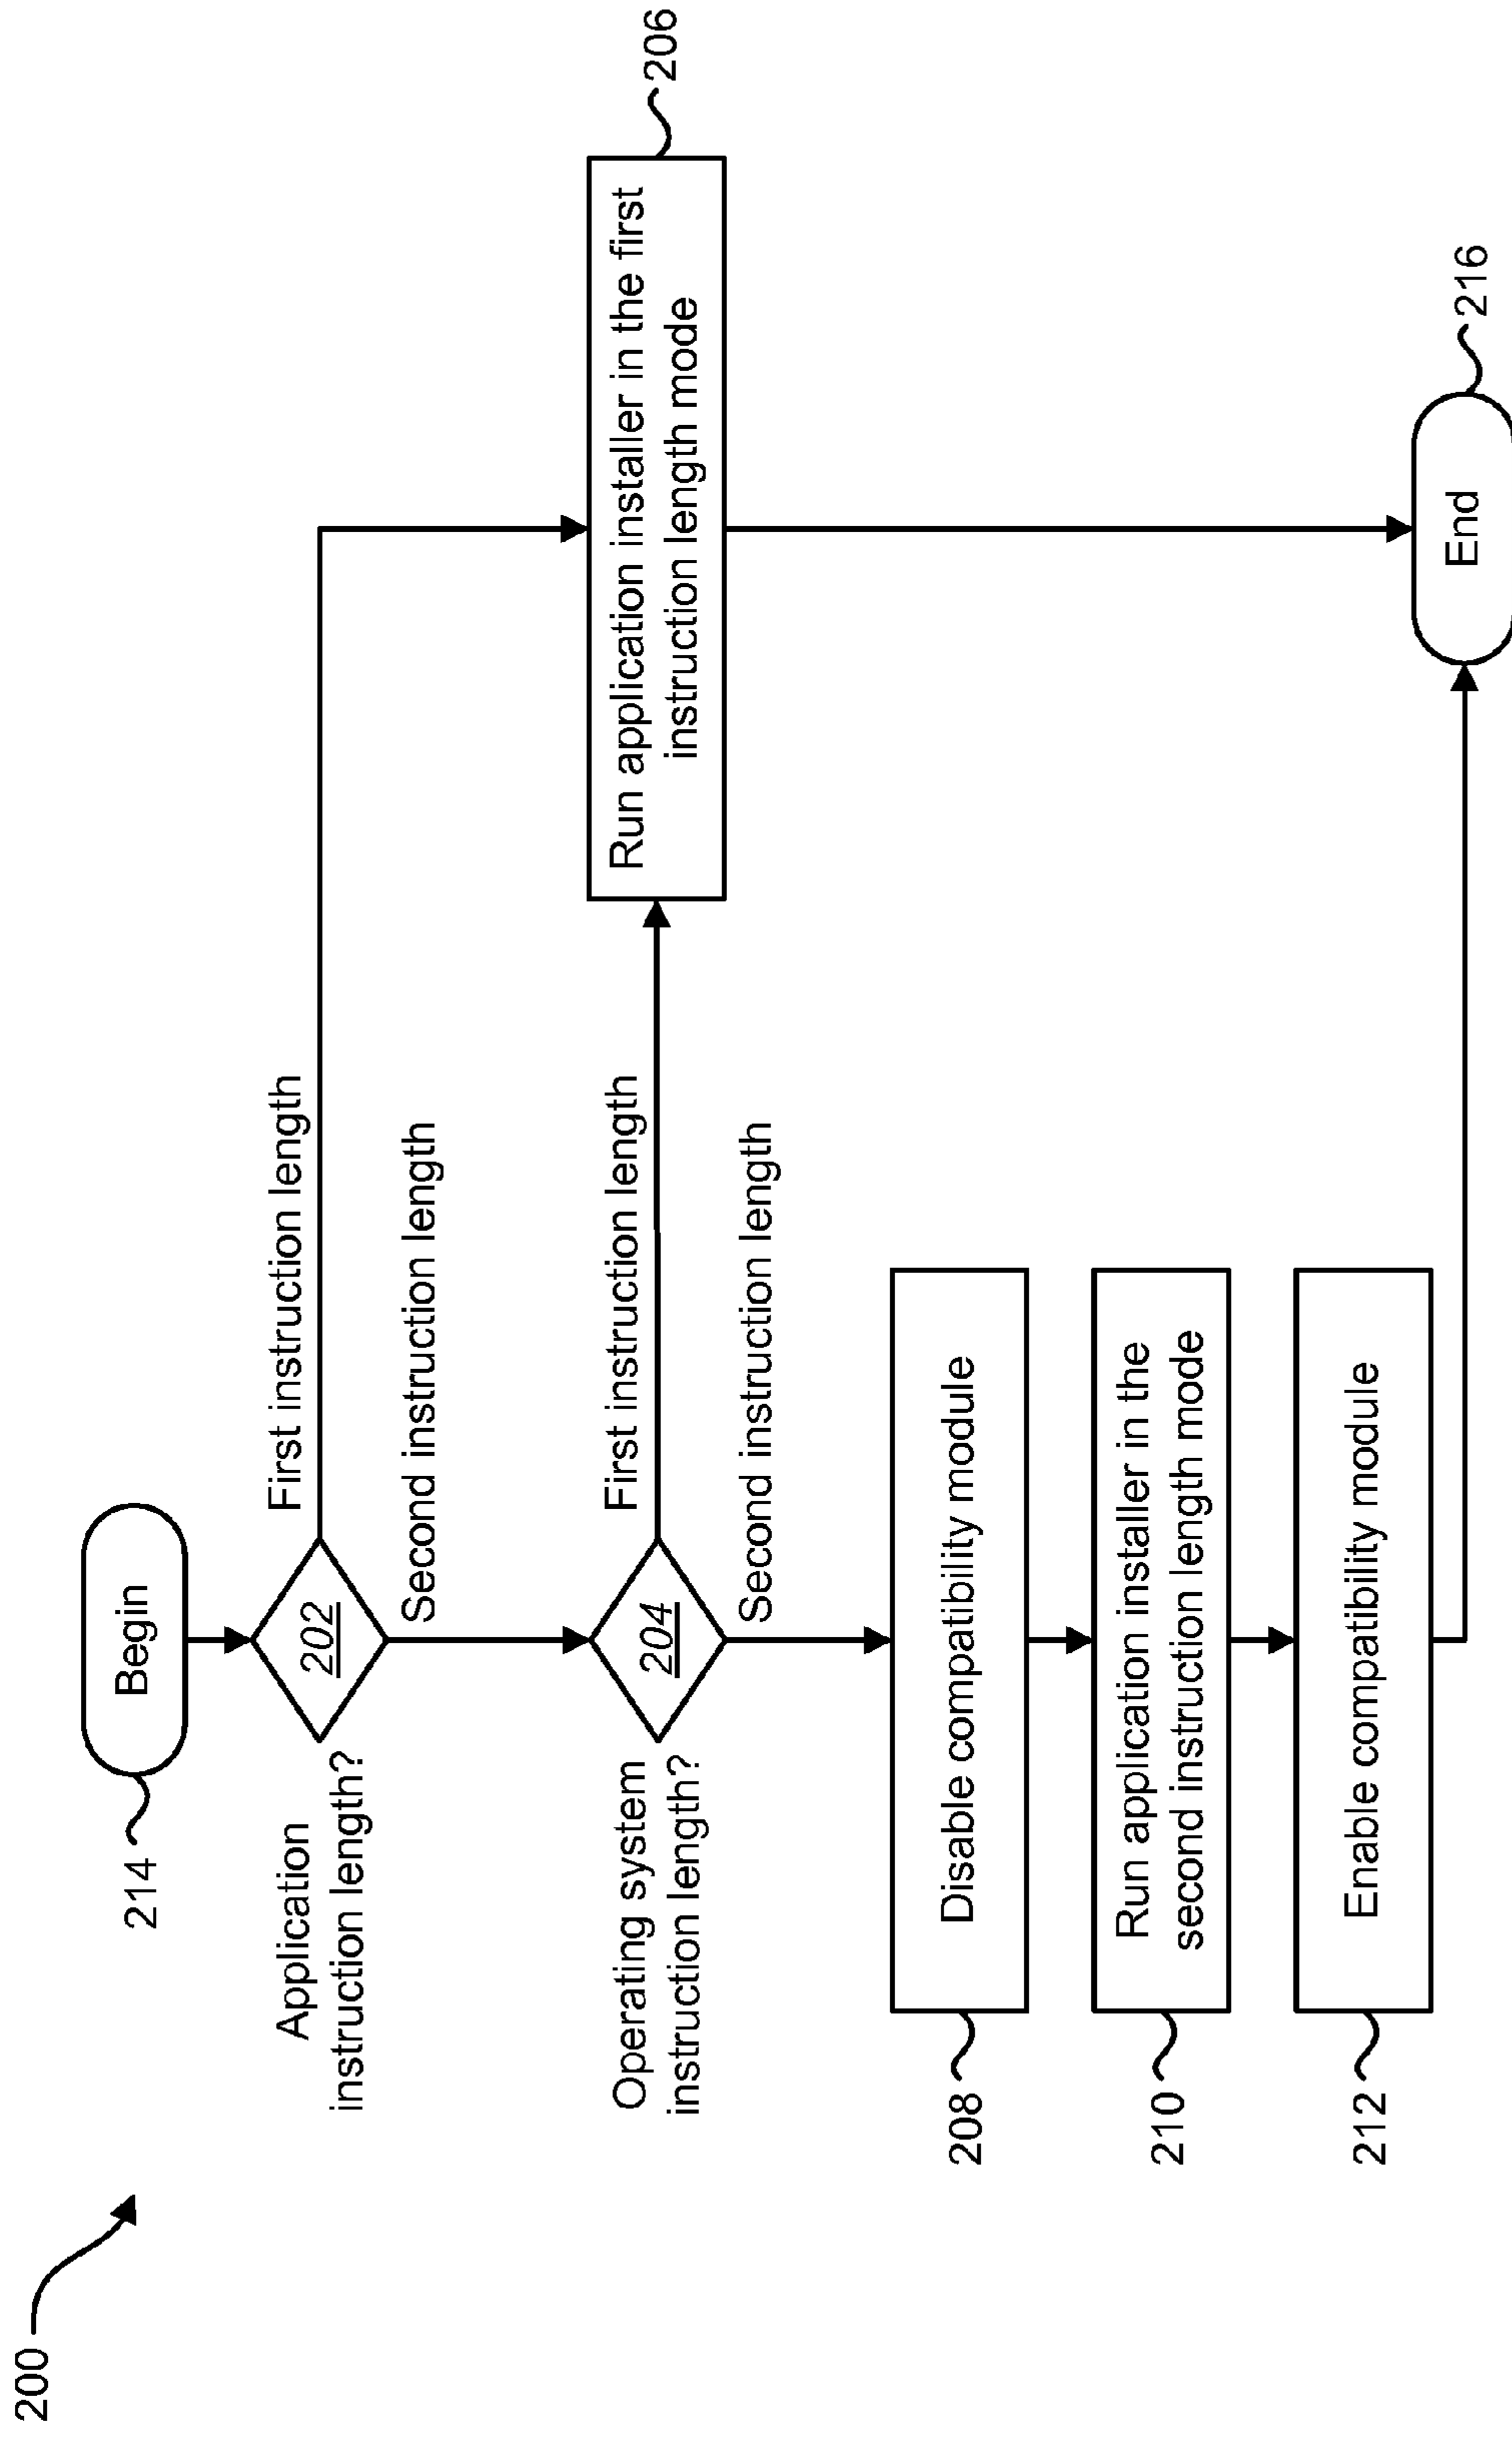 200
214
Begin
Application
instruction length?
202
First instruction length
Second instruction length
Operating system
instruction length?
204
First instruction length
Second instruction length
Run application installer in the first
instruction length mode
206
208
Disable compatibility module
210
Run application installer in the
second instruction length mode
212
Enable compatibility module
End
216